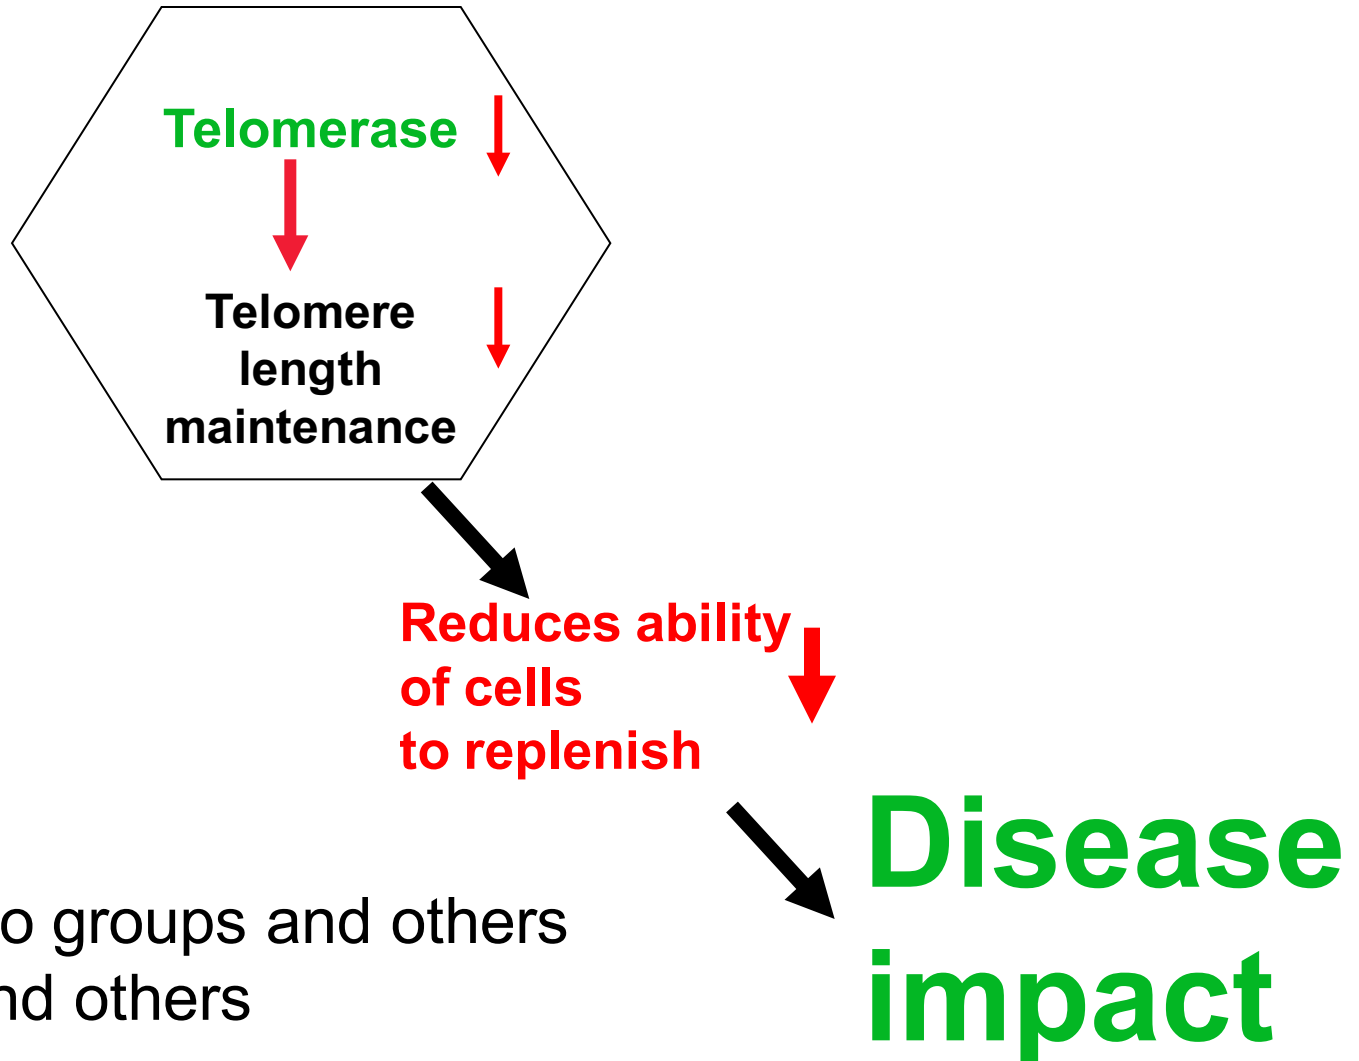 Telomerase
Telomere
length
maintenance
Reduces ability
of cells
to replenish
Disease
impact
o groups and others
nd others